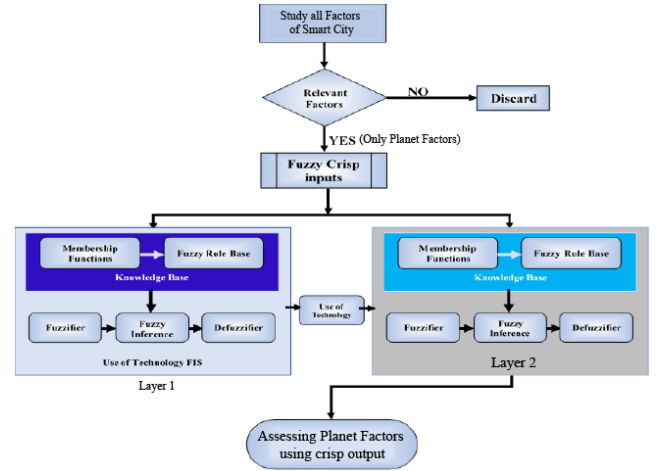 Study all Factors
of Smart City
Relevant
Factors
NO
Discard
YES (Only Planet Factors)
Fuzzy Crisp
inputs
Membership
Functions
Fuzzy Rule Base
Knowledge Base
Fuzzifier
Fuzzy
Inference
Defuzzifier
Use of Technology FIS
Layer 1
Use of
Technology
Membership
Functions
Fuzzy Rule Base
Knowledge Base
Fuzzifier
Fuzzy
Inference
Defuzzifier
Layer 2
Assessing Planet Factors
using crisp output